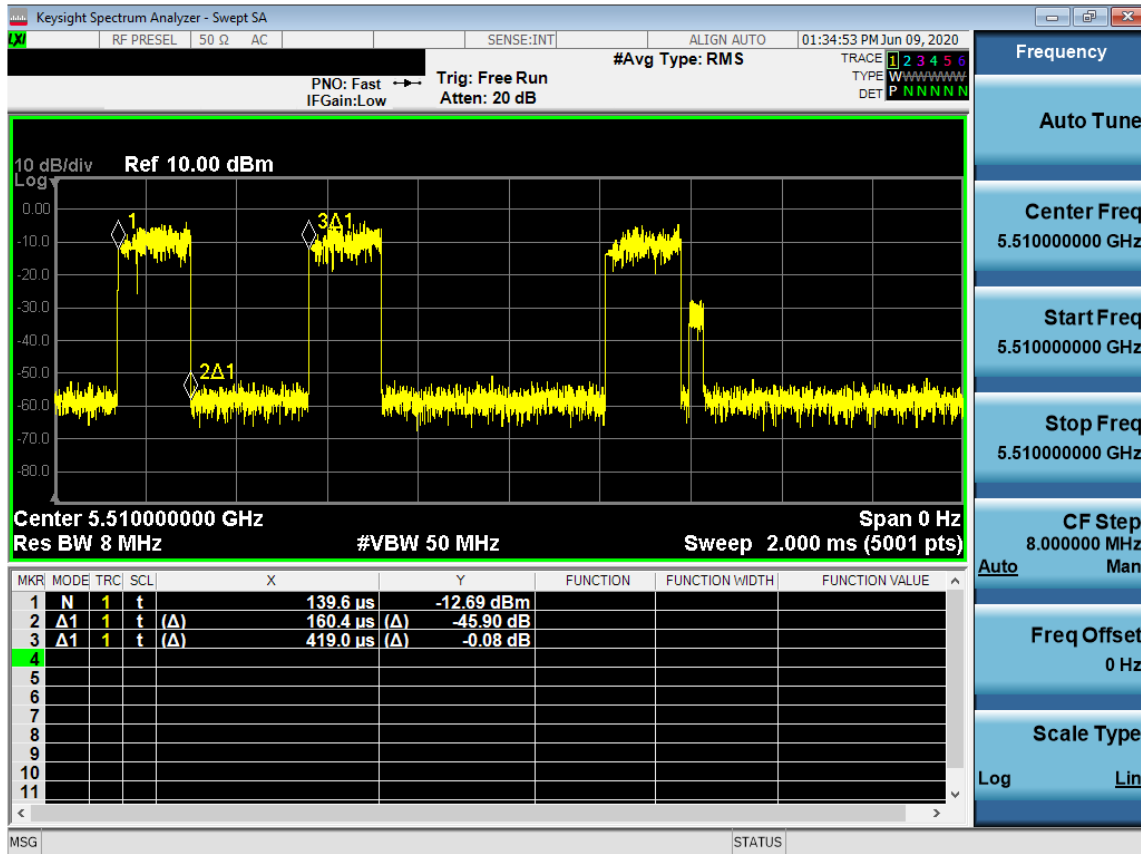 Keysight Spectrum Analyzer - Swept SA
LXI RF PRESEL 50 Ω AC SENSE:INT ALIGN AUTO 01:34:53 PM Jun 09, 2020
#Avg Type: RMS TRACE 1 2 3 4 5 6
PNO: Fast Trig: Free Run TYPE WWWWWW
IFGain:Low Atten: 20 dB DET P N N N N N
10 dB/div Ref 10.00 dBm
Log
0.00
-10.0
-20.0
-30.0
-40.0
-50.0
-60.0
-70.0
-80.0
1
2Δ1
3Δ1
Center 5.510000000 GHz Span 0 Hz
Res BW 8 MHz #VBW 50 MHz Sweep 2.000 ms (5001 pts)
MKR MODE TRC SCL X Y FUNCTION FUNCTION WIDTH FUNCTION VALUE
1 N 1 t 139.6 µs -12.69 dBm
2 Δ1 1 t (Δ) 160.4 µs (Δ) -45.90 dB
3 Δ1 1 t (Δ) 419.0 µs (Δ) -0.08 dB
4
5
6
7
8
9
10
11
MSG STATUS
Frequency
Auto Tune
Center Freq
5.510000000 GHz
Start Freq
5.510000000 GHz
Stop Freq
5.510000000 GHz
CF Step
8.000000 MHz
Auto Man
Freq Offset
0 Hz
Scale Type
Log Lin